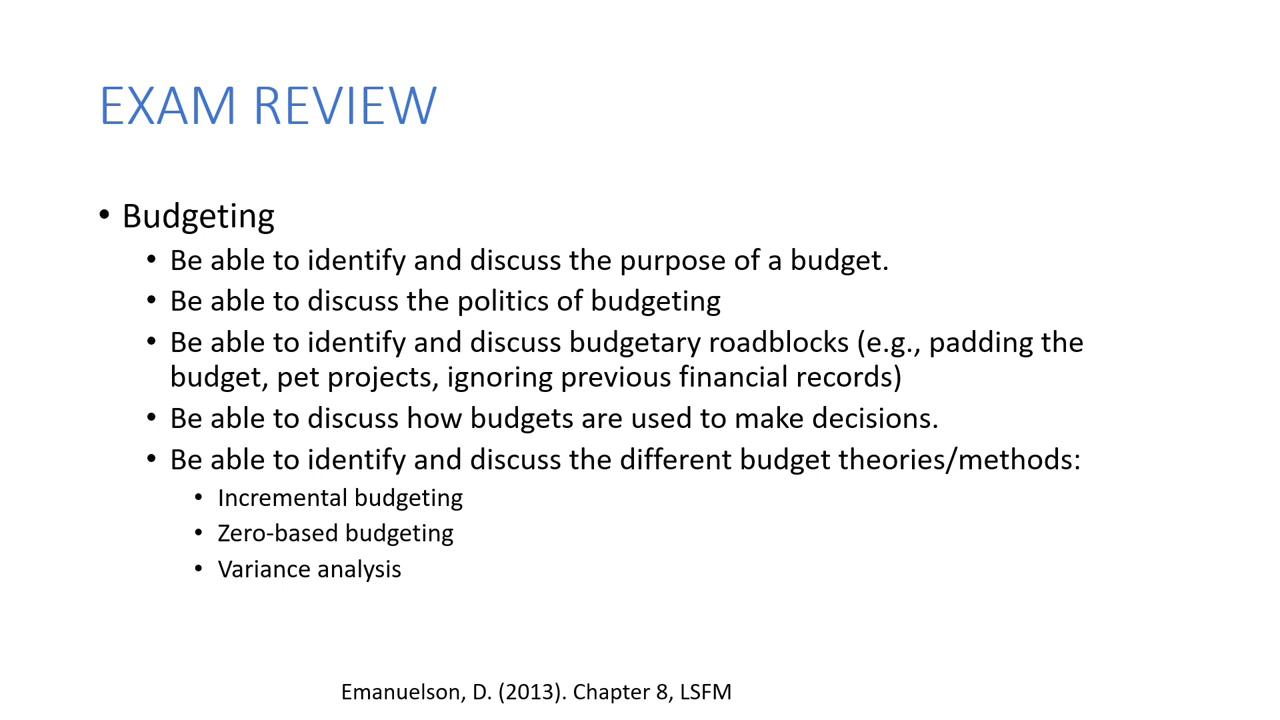 EXAM REVIEW
• Budgeting
• Be able to identify and discuss the purpose of a budget.
• Be able to discuss the politics of budgeting
• Be able to identify and discuss budgetary roadblocks (e.g., padding the
budget, pet projects, ignoring previous financial records)
• Be able to discuss how budgets are used to make decisions.
• Be able to identify and discuss the different budget theories/methods:
• Incremental budgeting
• Zero-based budgeting
• Variance analysis
Emanuelson, D. (2013). Chapter 8, LSFM